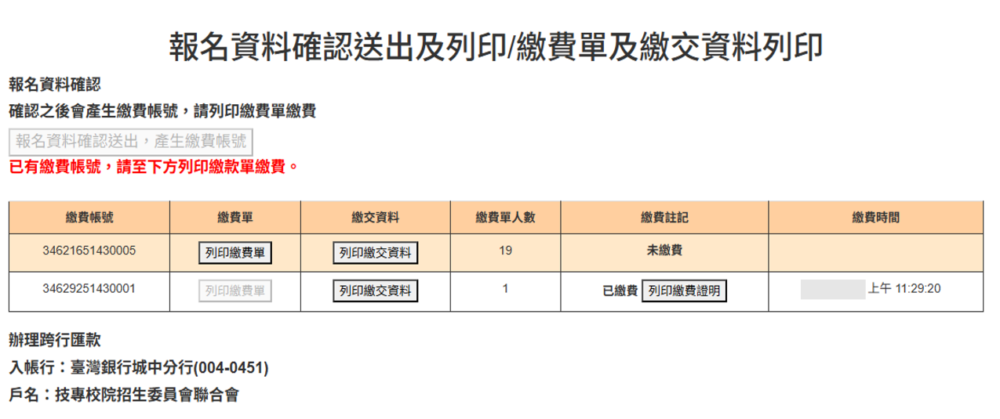 報名資料確認送出及列印/繳費單及繳交資料列印
報名資料確認
確認之後會產生繳費帳號，請列印繳費單繳費
報名資料確認送出，產生繳費帳號
已有繳費帳號，請至下方列印繳款單繳費。
繳費帳號 繳費單 繳交資料 繳費單人數 繳費註記 繳費時間
34621651430005 列印繳費單 列印繳交資料 19 未繳費
34629251430001 列印繳費單 列印繳交資料 1 已繳費 列印繳費證明 上午 11:29:20
辦理跨行匯款
入帳行：臺灣銀行城中分行(004-0451)
戶名：技專校院招生委員會聯合會